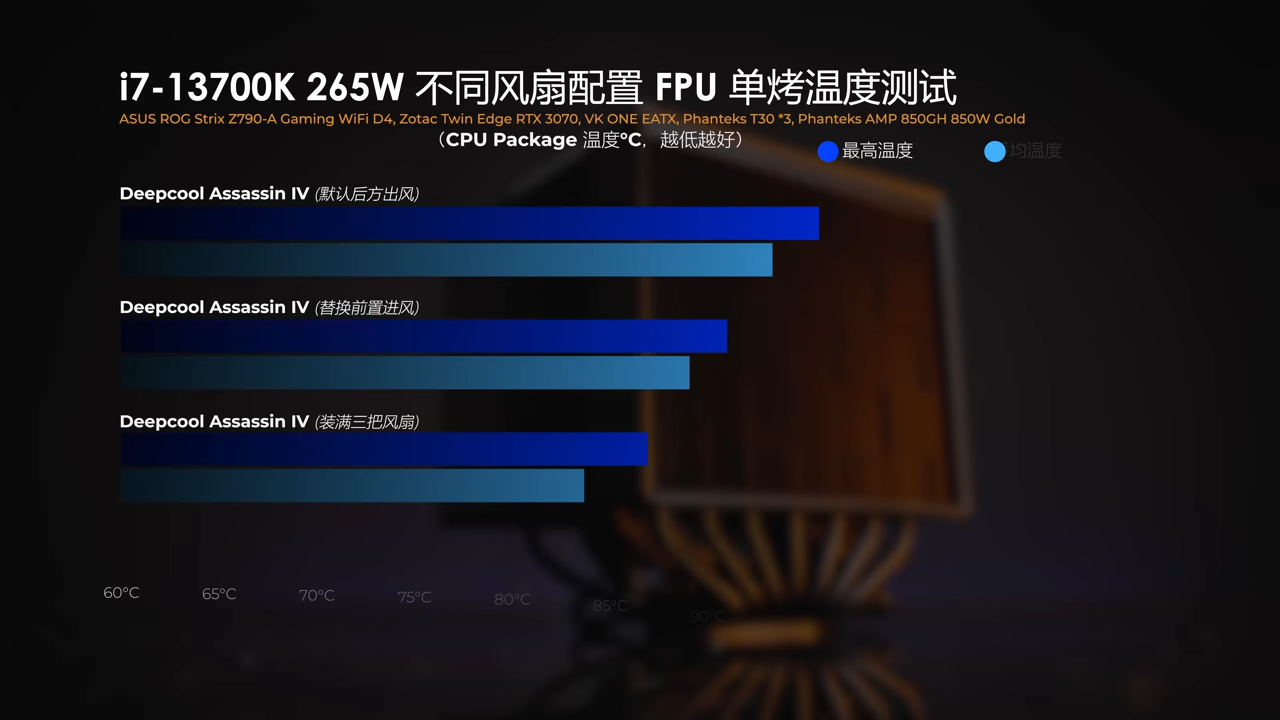 i7-13700K 265W 不同风扇配置 FPU 单烤温度测试
ASUS ROG Strix Z790-A Gaming WiFi D4, Zotac Twin Edge RTX 3070, VK ONE EATX, Phanteks T30 *3, Phanteks AMP 850GH 850W Gold
（CPU Package 温度°C，越低越好）
最高温度 均温度
Deepcool Assassin IV (默认后方出风)
Deepcool Assassin IV (替换前置进风)
Deepcool Assassin IV (装满三把风扇)
60°C 65°C 70°C 75°C 80°C 85°C 90°C